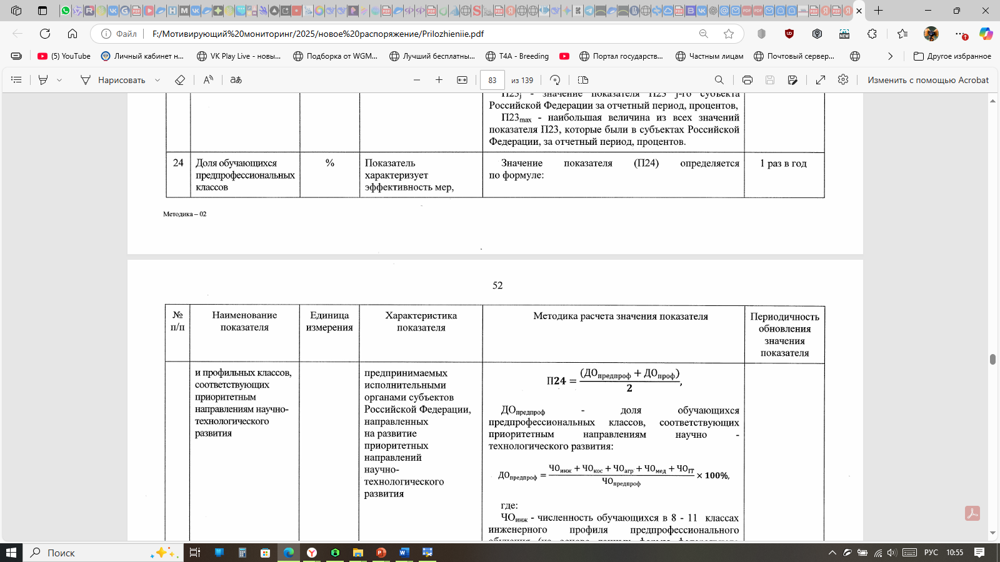 Файл
F:/Мотивирующий%20мониторинг/2025/новое%20распоряжение/Prilozhieniie.pdf
(5) YouTube
Личный кабинет н...
VK Play Live - новы...
Подборка от WGM...
Лучший бесплатны...
T4A - Breeding
Портал государств...
Частным лицам
Почтовый сервер...
Другое избранное
Нарисовать
83 из 139
Изменить с помощью Acrobat
П23j - значение показателя П23 j-го субъекта
Российской Федерации за отчетный период, процентов,
П23max - наибольшая величина из всех значений
показателя П23, которые были в субъектах Российской
Федерации, за отчетный период, процентов.
24
Доля обучающихся
предпрофессиональных
классов
%
Показатель
характеризует
эффективность мер,
Значение показателя (П24) определяется
по формуле:
1 раз в год
Методика – 02
52
№
п/п
Наименование
показателя
Единица
измерения
Характеристика
показателя
Методика расчета значения показателя
Периодичность
обновления
значения
показателя
и профильных классов,
соответствующих
приоритетным
направлениям научно-
технологического
развития
предпринимаемых
исполнительными
органами субъектов
Российской Федерации,
направленных
на развитие
приоритетных
направлений
научно-
технологического
развития
П24 = (ДОпредпроф + ДОпроф)
2,
ДОпредпроф - доля обучающихся
предпрофессиональных классов, соответствующих
приоритетным направлениям научно -
технологического развития:
ДОпредпроф = ЧОинж + ЧОкос + ЧОагр + ЧОмед + ЧОIT
ЧОпредпроф
× 100%,
где:
ЧОинж - численность обучающихся в 8 - 11 классах
инженерного профиля предпрофессионального
Поиск
РУС
10:55